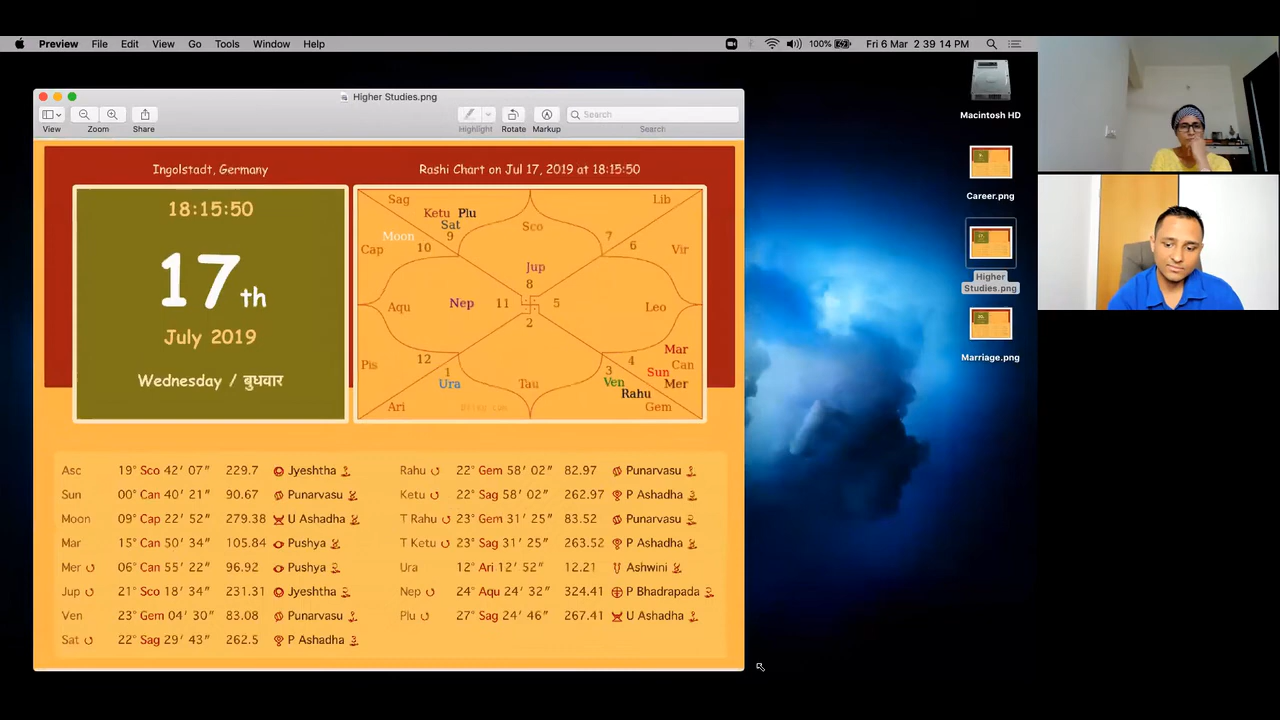 Preview File Edit View Go Tools Window Help 100% Fri 6 Mar 2 39 14 PM
Higher Studies.png
Search
View Zoom Share Highlight Rotate Markup Search
Ingolstadt, Germany
18:15:50
17 th
July 2019
Wednesday / बुधवार
Rashi Chart on Jul 17, 2019 at 18:15:50
Sag Lib
Ketu Plu
Sat Sco
Moon 9 7
Cap 10 6 Vir
Jup
8
Aqu Nep 11 5 Leo
2
Mar
Pis 12 4 Can
1 3 Sun
Ura Tau Ven Mer
Rahu
Ari Gem
Asc 19° Sco 42′ 07″ 229.7 Jyeshtha
Sun 00° Can 40′ 21″ 90.67 Punarvasu
Moon 09° Cap 22′ 52″ 279.38 U Ashadha
Mar 15° Can 50′ 34″ 105.84 Pushya
Mer 06° Can 55′ 22″ 96.92 Pushya
Jup 21° Sco 18′ 34″ 231.31 Jyeshtha
Ven 23° Gem 04′ 30″ 83.08 Punarvasu
Sat 22° Sag 29′ 43″ 262.5 P Ashadha
Rahu 22° Gem 58′ 02″ 82.97 Punarvasu
Ketu 22° Sag 58′ 02″ 262.97 P Ashadha
T Rahu 23° Gem 31′ 25″ 83.52 Punarvasu
T Ketu 23° Sag 31′ 25″ 263.52 P Ashadha
Ura 12° Ari 12′ 52″ 12.21 Ashwini
Nep 24° Aqu 24′ 32″ 324.41 P Bhadrapada
Plu 27° Sag 24′ 46″ 267.41 U Ashadha
Macintosh HD
Career.png
Higher
Studies.png
Marriage.png